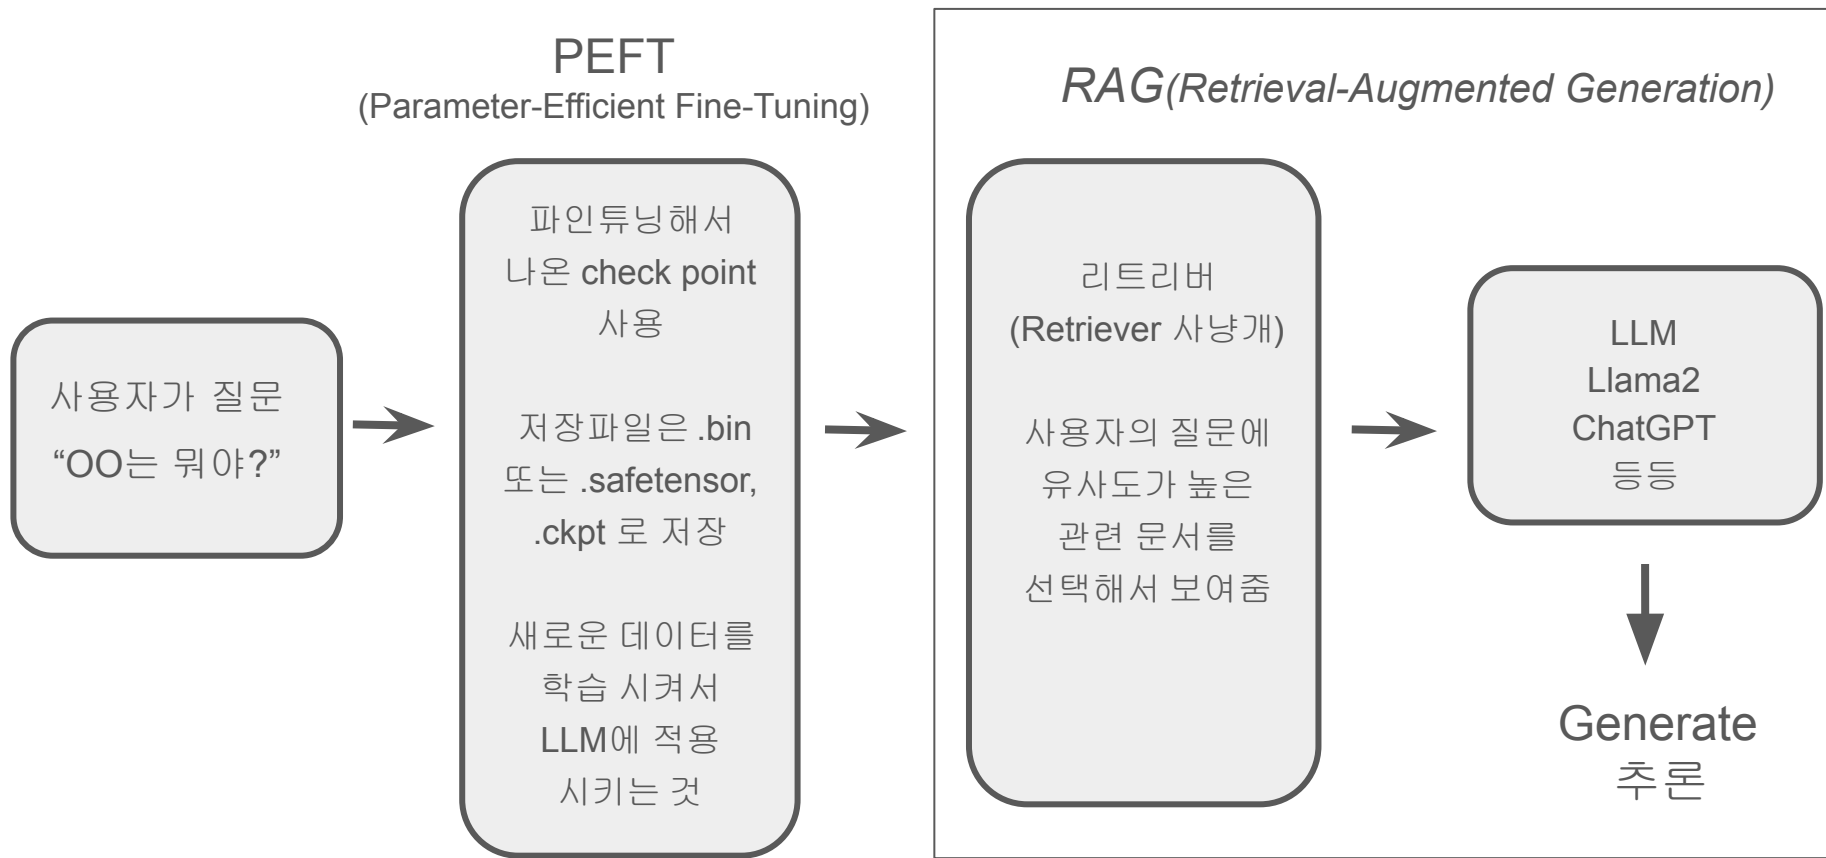 PEFT
(Parameter-Efficient Fine-Tuning)
RAG(Retrieval-Augmented Generation)
사용자가 질문
“OO는 뭐야?”
파인튜닝해서
나온 check point
사용
저장파일은 .bin
또는 .safetensor,
.ckpt 로 저장
새로운 데이터를
학습 시켜서
LLM에 적용
시키는 것
리트리버
(Retriever 사냥개)
사용자의 질문에
유사도가 높은
관련 문서를
선택해서 보여줌
LLM
Llama2
ChatGPT
등등
Generate
추론